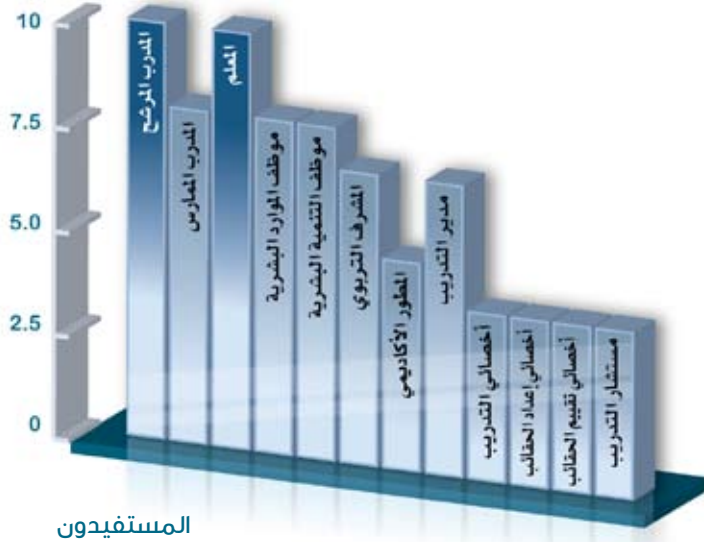 10
7.5
5.0
2.5
0
المدرب المرشح
المدرب الممارس
المعلم
موظف الموارد البشرية
موظف التنمية البشرية
المشرف التربوي
المطور الأكاديمي
مدير التدريب
أخصائي التدريب
أخصائي إعداد الحقائب
أخصائي تقييم الحقائب
مستشار التدريب
المستفيدون